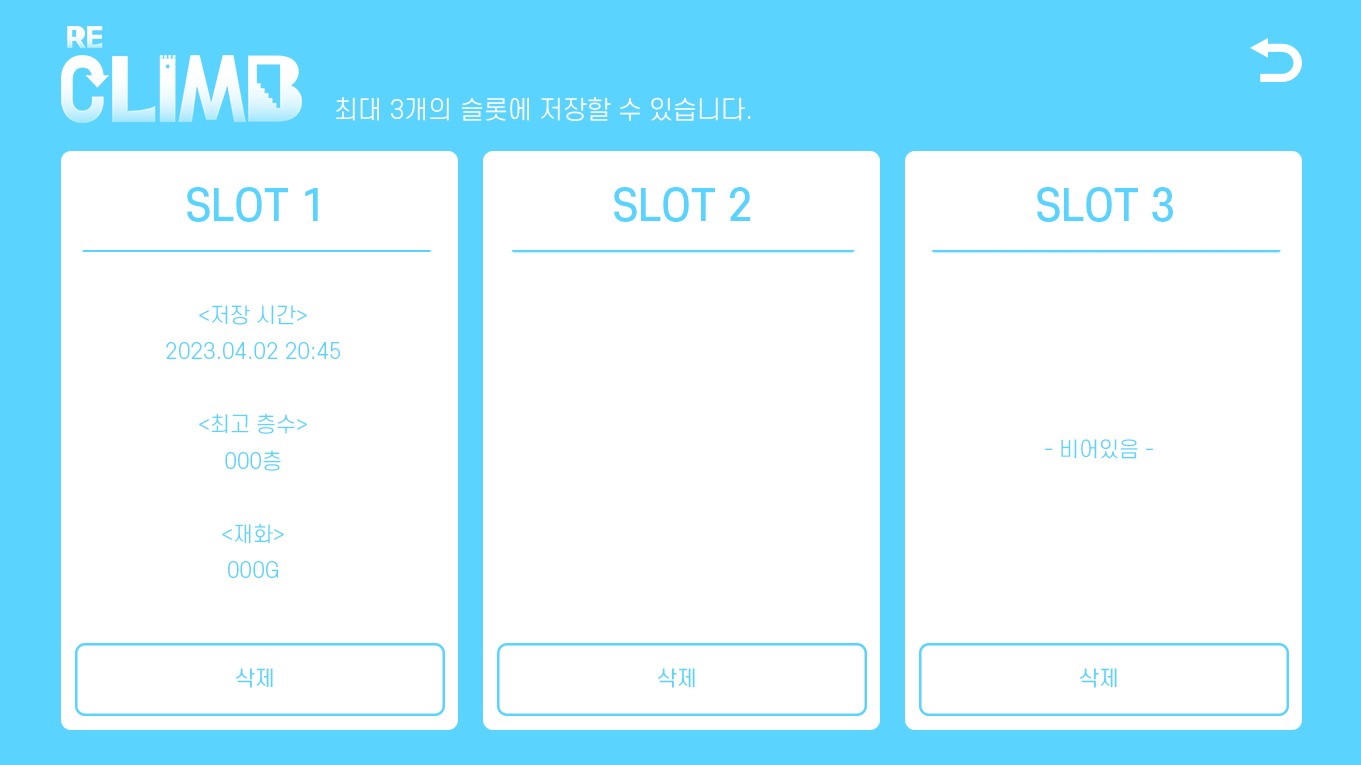 RE
CLIMB
최대 3개의 슬롯에 저장할 수 있습니다.
SLOT 1
<저장 시간>
2023.04.02 20:45
<최고 층수>
000층
<재화>
000G
삭제
SLOT 2
삭제
SLOT 3
- 비어있음 -
삭제